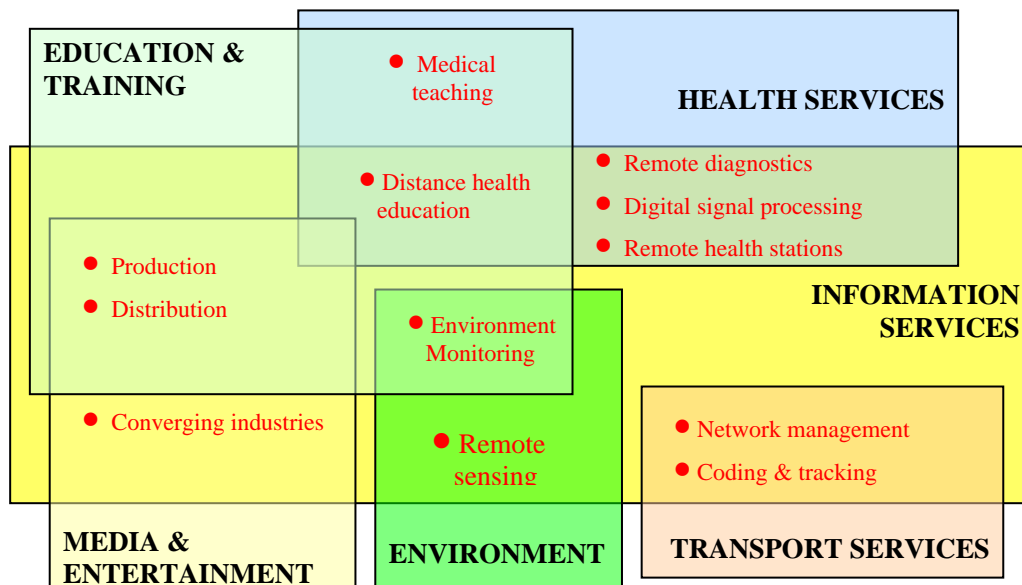 EDUCATION &
TRAINING
● Medical
teaching
HEALTH SERVICES
● Distance health
education
● Remote diagnostics
● Digital signal processing
● Remote health stations
● Production
● Distribution
INFORMATION
SERVICES
● Environment
Monitoring
● Converging industries
● Remote
sensing
● Network management
● Coding & tracking
MEDIA &
ENTERTAINMENT
ENVIRONMENT
TRANSPORT SERVICES